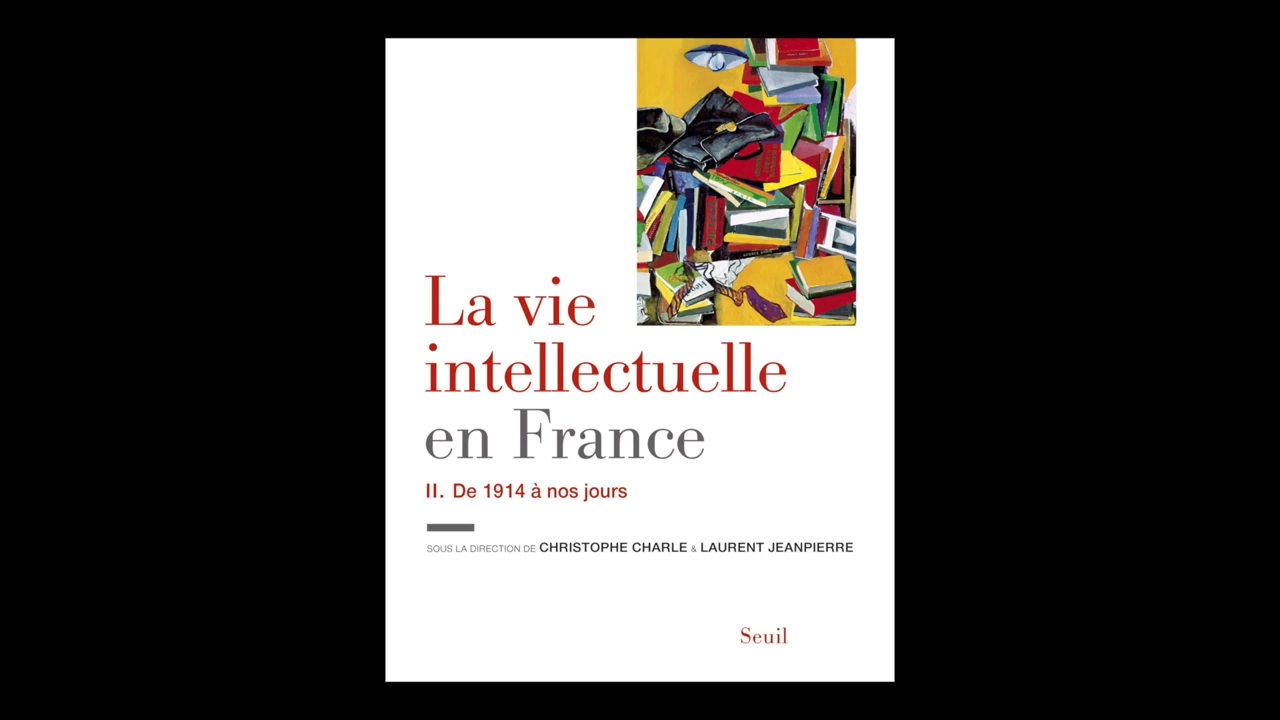 La vie
intellectuelle
en France
II. De 1914 à nos jours
SOUS LA DIRECTION DE CHRISTOPHE CHARLE & LAURENT JEANPIERRE
Seuil